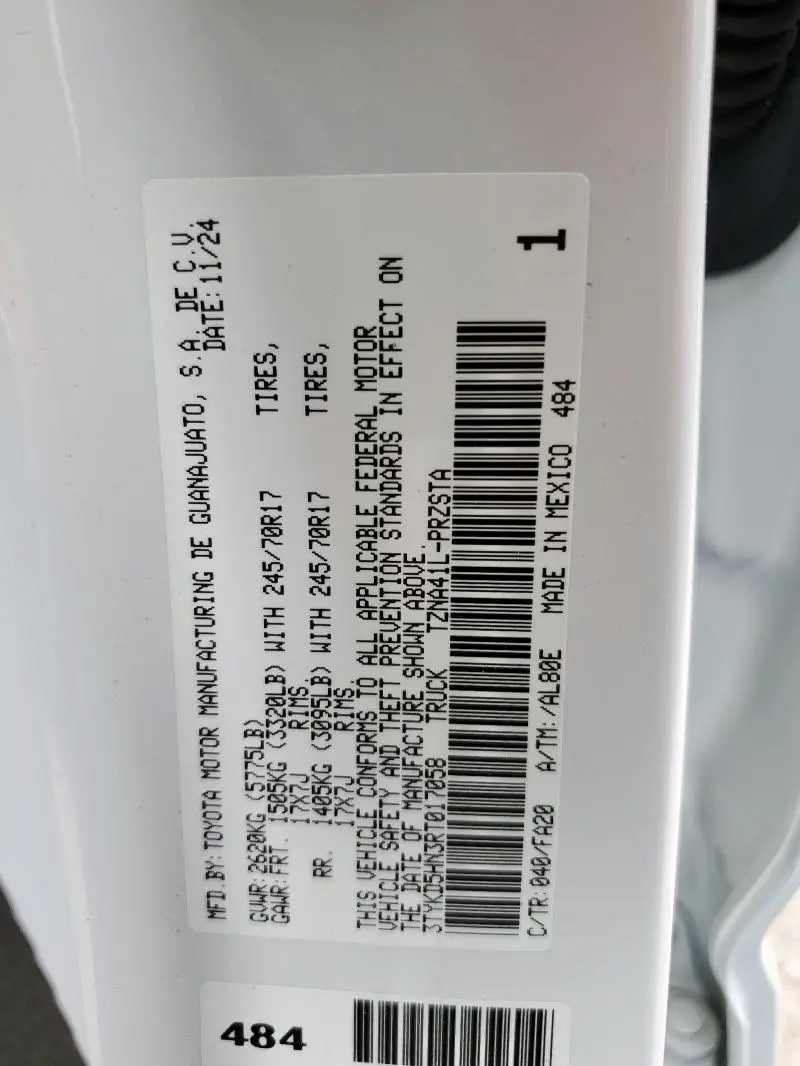 MFD.BY:TOYOTA MOTOR MANUFACTURING DE GUANAJUATO, S.A. DE C.V.
DATE:11/24
GVWR:2620KG (5775LB)
GAWR:FRT. 1505KG (3320LB) WITH 245/70R17 TIRES,
17X7J RIMS.
RR. 1405KG (3095LB) WITH 245/70R17 TIRES,
17X7J RIMS.
THIS VEHICLE CONFORMS TO ALL APPLICABLE FEDERAL MOTOR
VEHICLE SAFETY AND THEFT PREVENTION STANDARDS IN EFFECT ON
THE DATE OF MANUFACTURE SHOWN ABOVE.
3TYKD5HN3RT017058 TRUCK TZNA41L-PRZSTA
1
C/TR:040/FA20 A/TM:/AL80E MADE IN MEXICO 484
484